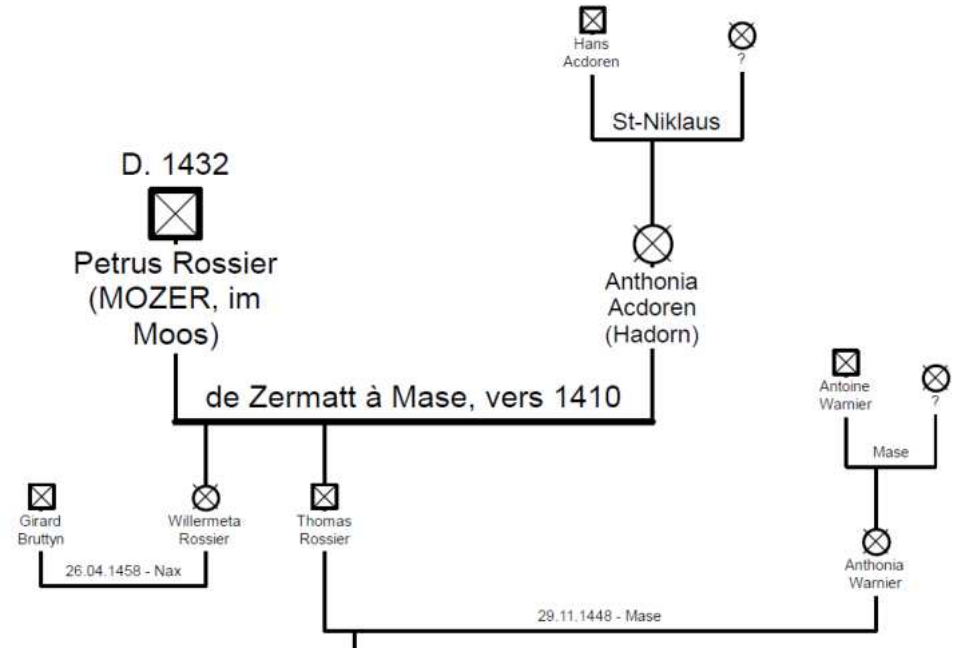 Hans
Acdoren
?
St-Niklaus
D. 1432
Petrus Rossier
(MOZER, im
Moos)
Anthonia
Acdoren
(Hadorn)
de Zermatt à Mase, vers 1410
Antoine
Warnier
?
Mase
Girard
Bruttyn
Willermeta
Rossier
Thomas
Rossier
Anthonia
Warnier
26.04.1458 - Nax
29.11.1448 - Mase